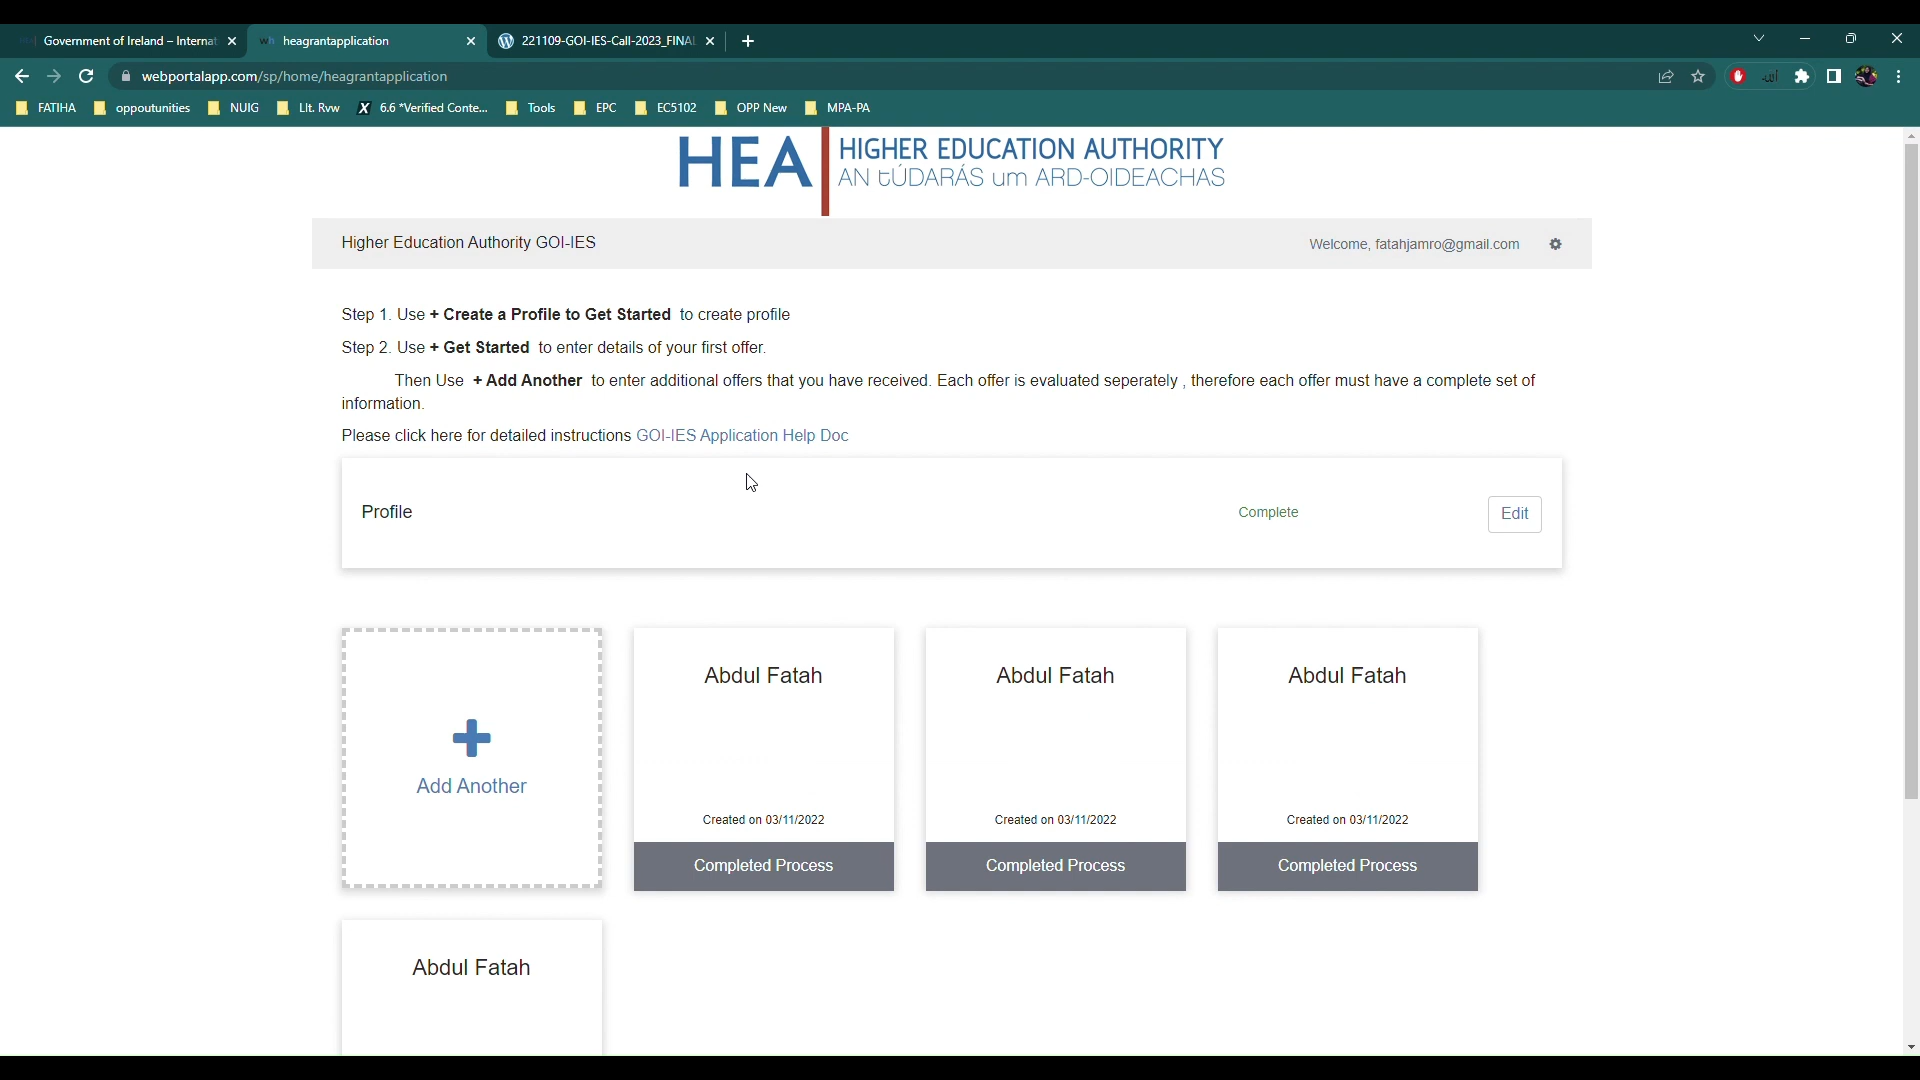 Government of Ireland – Internat
heagrantapplication
221109-GOI-IES-Call-2023_FINAL
webportalapp.com/sp/home/heagrantapplication
FATIHA
oppoutunities
NUIG
LIt. Rvw
X 6.6 *Verified Conte...
Tools
EPC
EC5102
OPP New
MPA-PA
HEA
HIGHER EDUCATION AUTHORITY
AN tÚDARÁS um ARD-OIDEACHAS
Higher Education Authority GOI-IES
Welcome, fatahjamro@gmail.com
Step 1. Use + Create a Profile to Get Started to create profile
Step 2. Use + Get Started to enter details of your first offer.
Then Use + Add Another to enter additional offers that you have received. Each offer is evaluated seperately , therefore each offer must have a complete set of
information.
Please click here for detailed instructions GOI-IES Application Help Doc
Profile
Complete
Edit
Add Another
Abdul Fatah
Created on 03/11/2022
Completed Process
Abdul Fatah
Created on 03/11/2022
Completed Process
Abdul Fatah
Created on 03/11/2022
Completed Process
Abdul Fatah